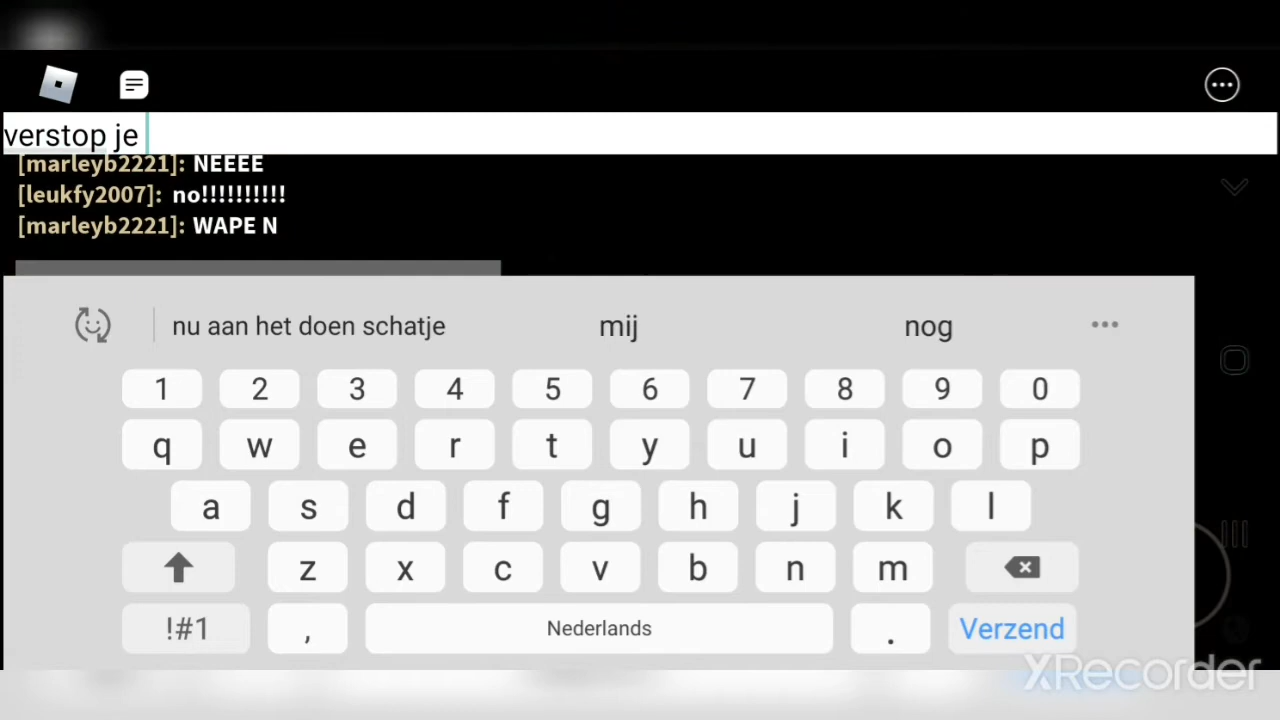 verstop je
[marleyb2221]: NEEEE
[leukfy2007]: no!!!!!!!!!!
[marleyb2221]: WAPE N
nu aan het doen schatje mij nog
1 2 3 4 5 6 7 8 9 0
q w e r t y u i o p
a s d f g h j k l
z x c v b n m
!#1 , Nederlands . Verzend
XRecorder